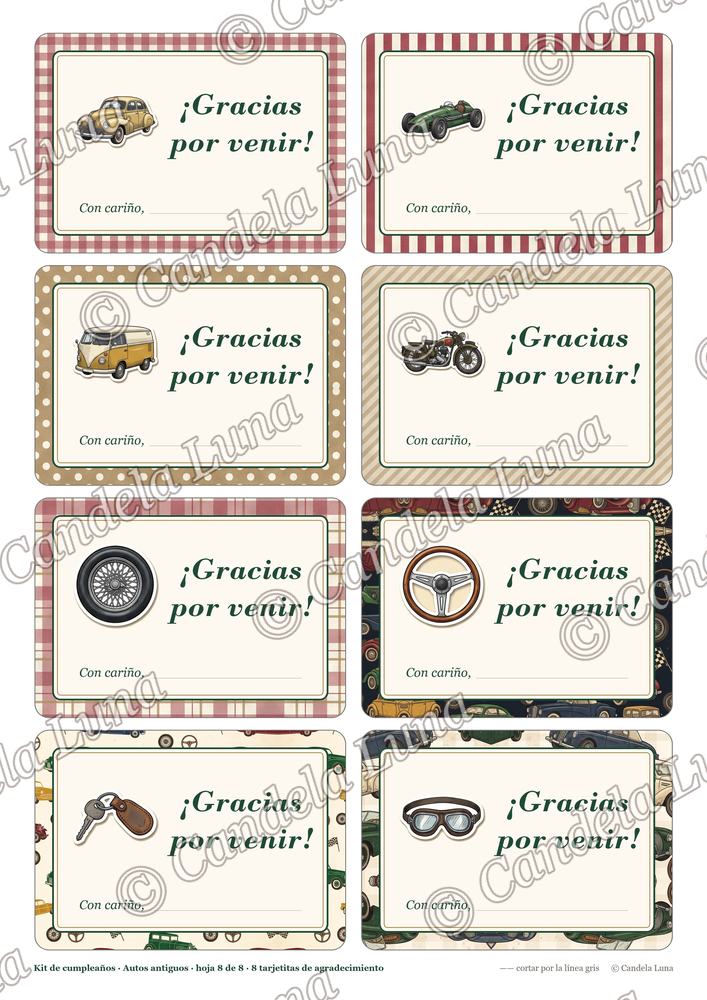 ¡Gracias
por venir!
Con cariño,
¡Gracias
por venir!
Con cariño,
¡Gracias
por venir!
Con cariño,
¡Gracias
por venir!
Con cariño,
¡Gracias
por venir!
Con cariño,
¡Gracias
por venir!
Con cariño,
¡Gracias
por venir!
Con cariño,
¡Gracias
por venir!
Con cariño,
Kit de cumpleaños · Autos antiguos · hoja 8 de 8 · 8 tarjetitas de agradecimiento
—— cortar por la línea gris © Candela Luna
© Candela Luna